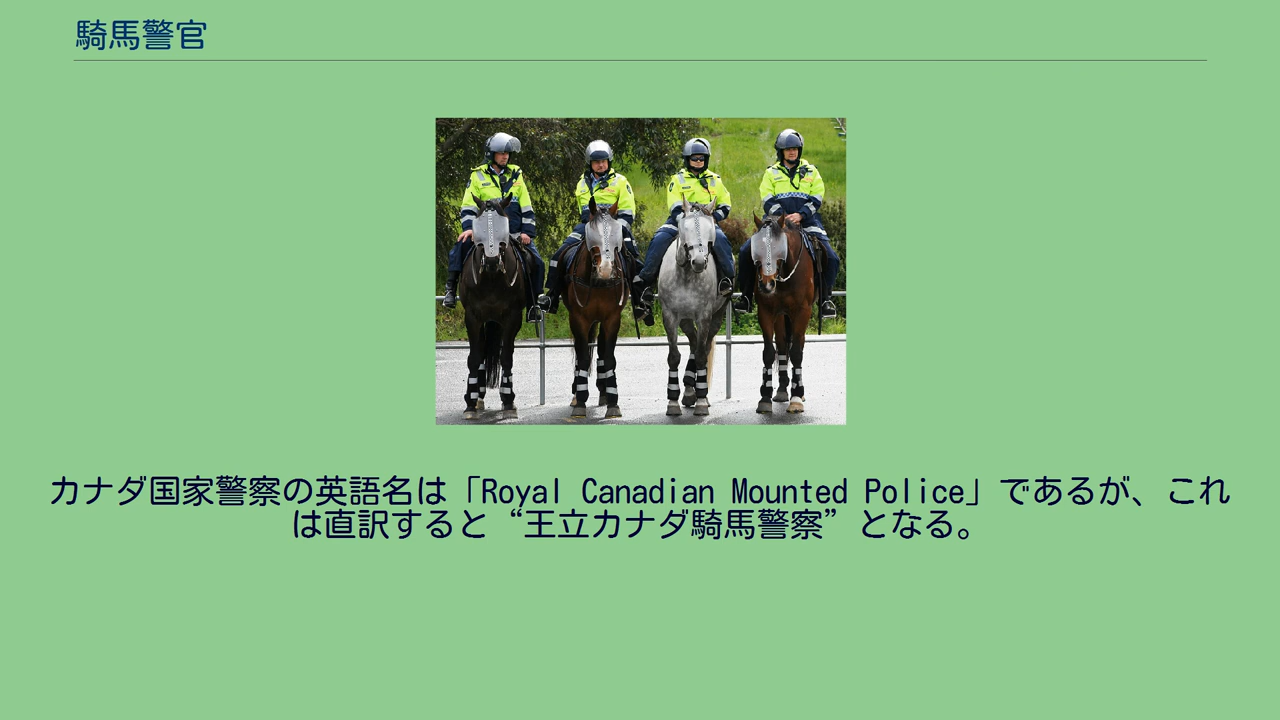 騎馬警官
カナダ国家警察の英語名は「Royal Canadian Mounted Police」であるが、これ
は直訳すると“王立カナダ騎馬警察”となる。